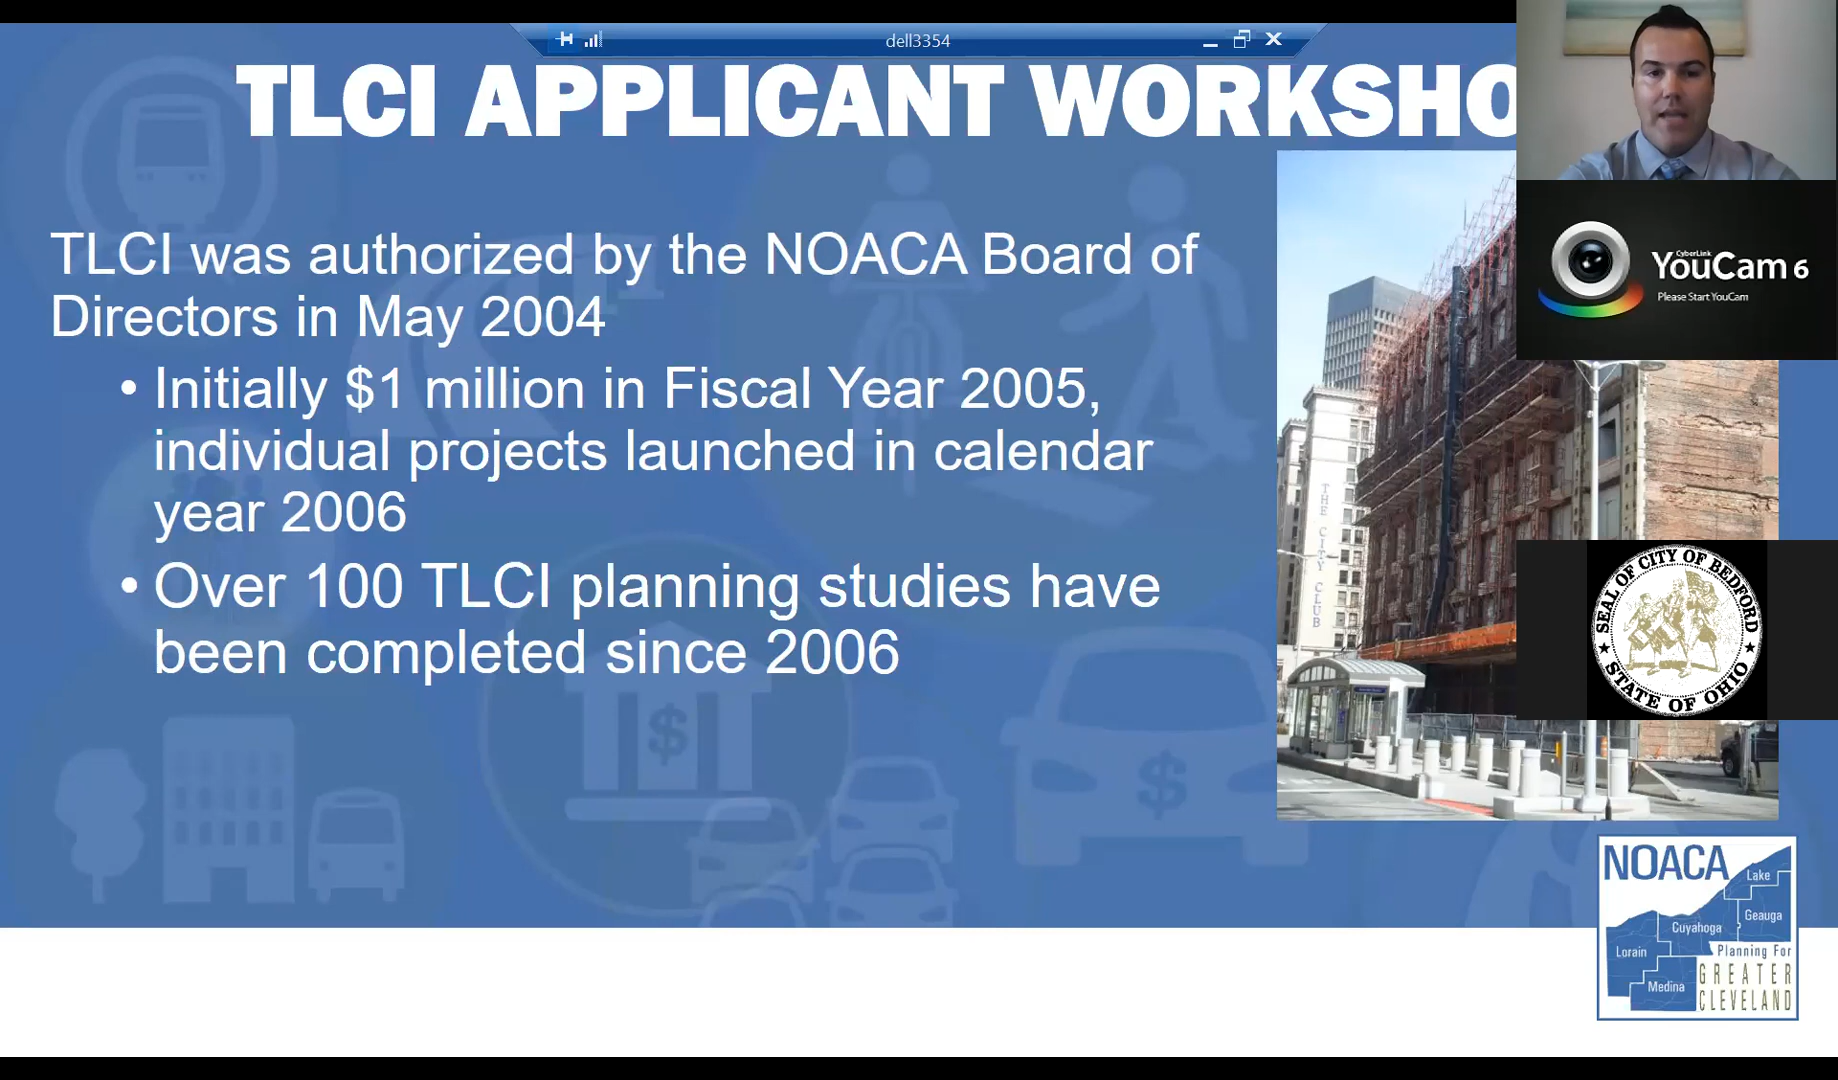 dell3354
TLCI APPLICANT WORKSHO
TLCI was authorized by the NOACA Board of
Directors in May 2004
• Initially $1 million in Fiscal Year 2005,
individual projects launched in calendar
year 2006
• Over 100 TLCI planning studies have
been completed since 2006
$
$
THE CITY CLUB
CyberLink
YouCam 6
Please Start YouCam
SEAL OF CITY OF BEDFORD
STATE OF OHIO
NOACA
Lake
Geauga
Cuyahoga
Lorain
Medina
Planning For
GREATER
CLEVELAND